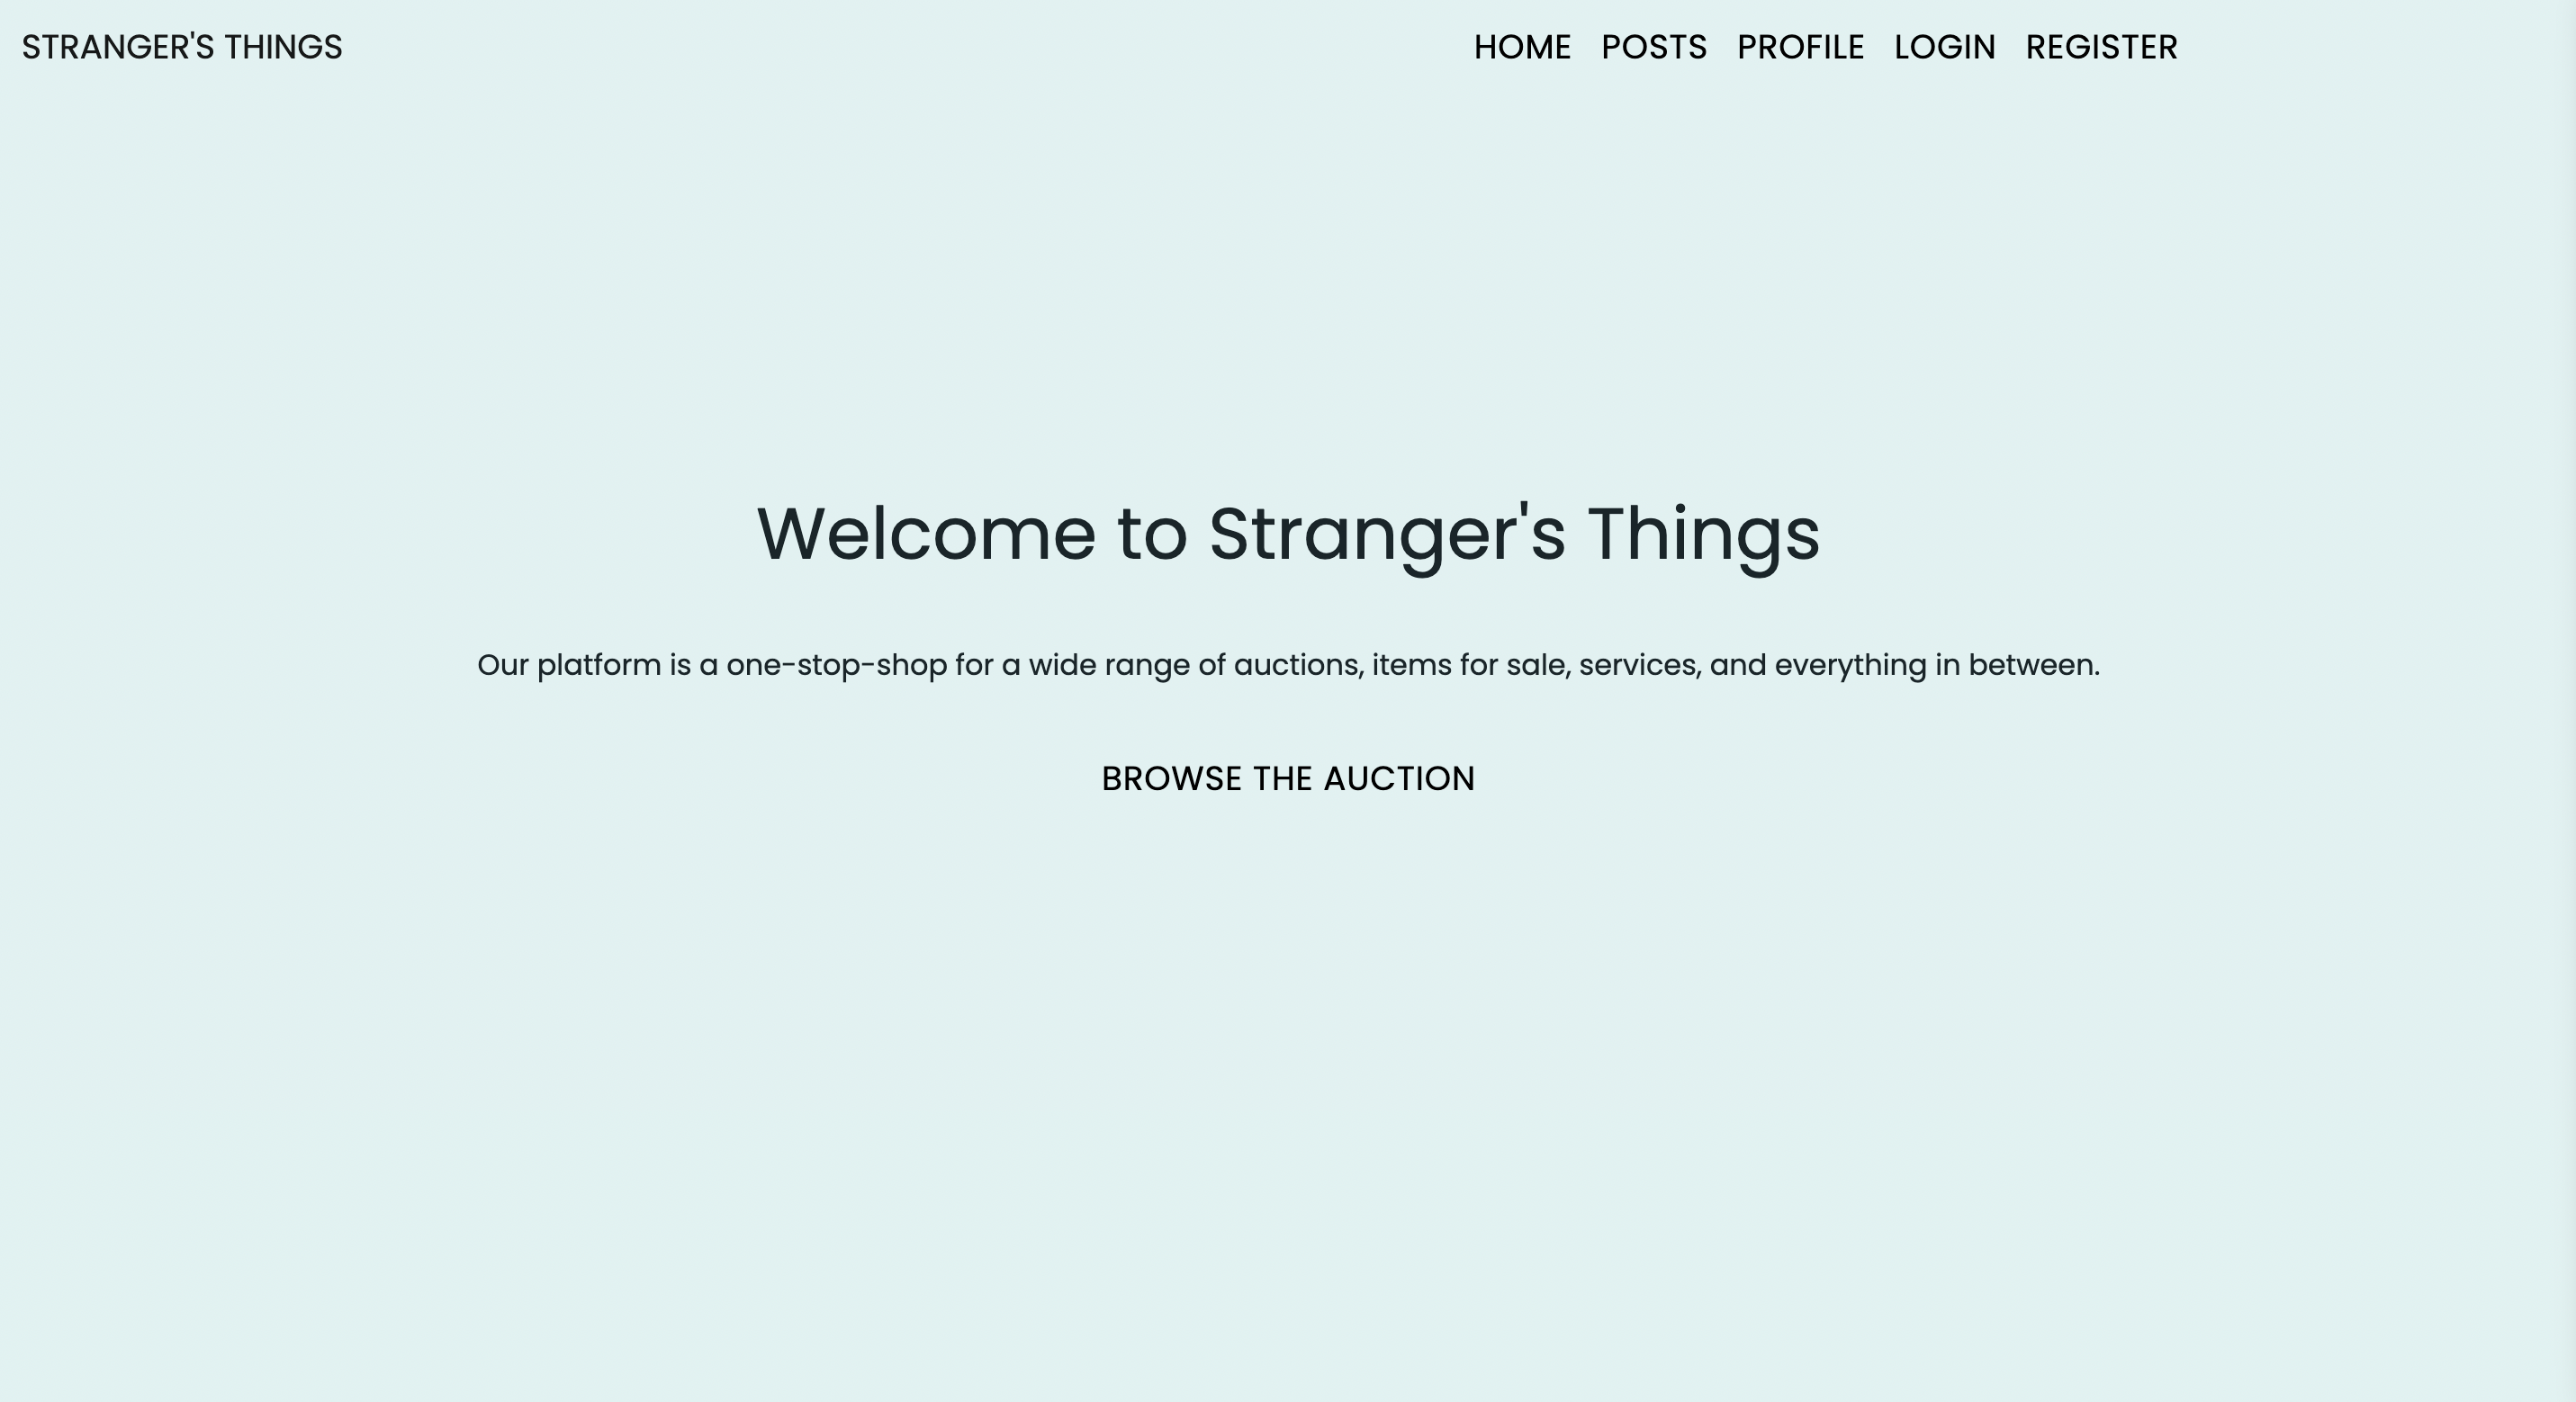 STRANGER'S THINGS
HOME POSTS PROFILE LOGIN REGISTER
Welcome to Stranger's Things
Our platform is a one-stop-shop for a wide range of auctions, items for sale, services, and everything in between.
BROWSE THE AUCTION